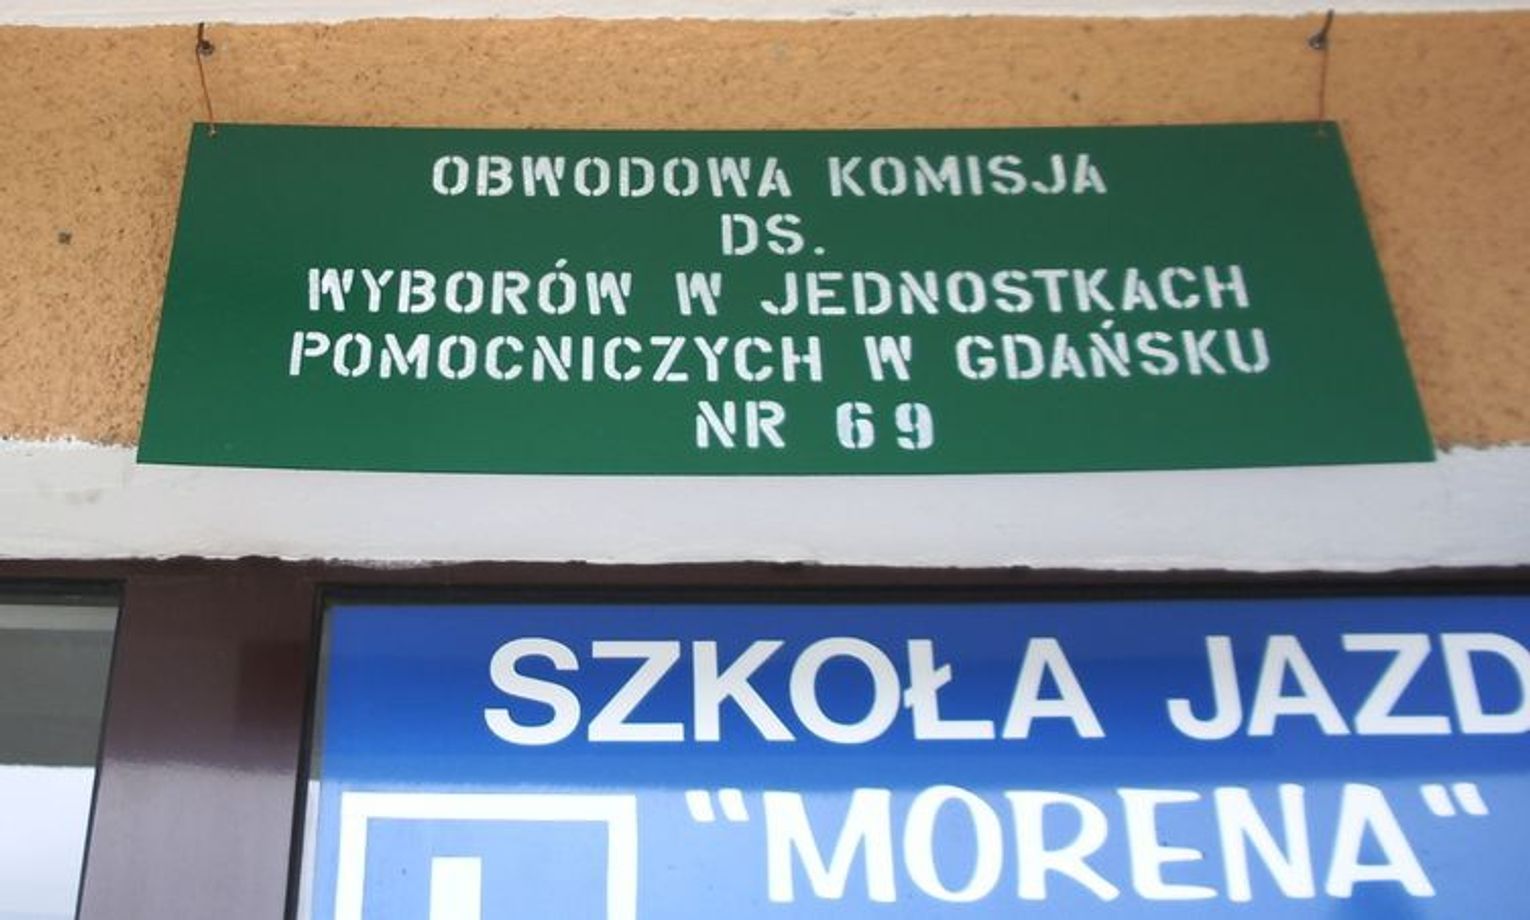 OBWODOWA KOMISJA
DS.
WYBORÓW W JEDNOSTKACH
POMOCNICZYCH W GDAŃSKU
NR 69
SZKOŁA JAZD
"MORENA"
L